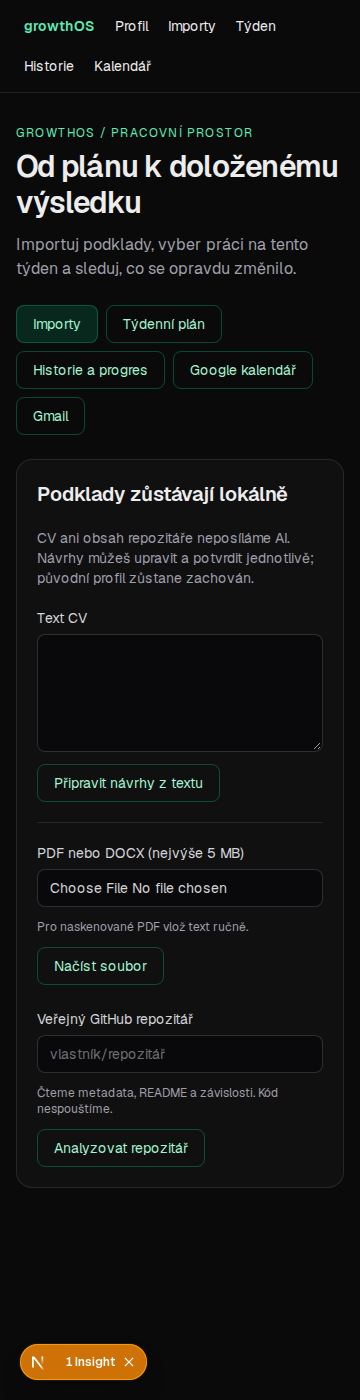 growthOS Profil Importy Týden
Historie Kalendář
GROWTHOS / PRACOVNÍ PROSTOR
Od plánu k doloženému
výsledku
Importuj podklady, vyber práci na tento
týden a sleduj, co se opravdu změnilo.
Importy Týdenní plán
Historie a progres Google kalendář
Gmail
Podklady zůstávají lokálně
CV ani obsah repozitáře neposíláme AI.
Návrhy můžeš upravit a potvrdit jednotlivě;
původní profil zůstane zachován.
Text CV
Připravit návrhy z textu
PDF nebo DOCX (nejvýše 5 MB)
Choose File No file chosen
Pro naskenované PDF vlož text ručně.
Načíst soubor
Veřejný GitHub repozitář
vlastník/repozitář
Čteme metadata, README a závislosti. Kód
nespouštíme.
Analyzovat repozitář
N 1 Insight